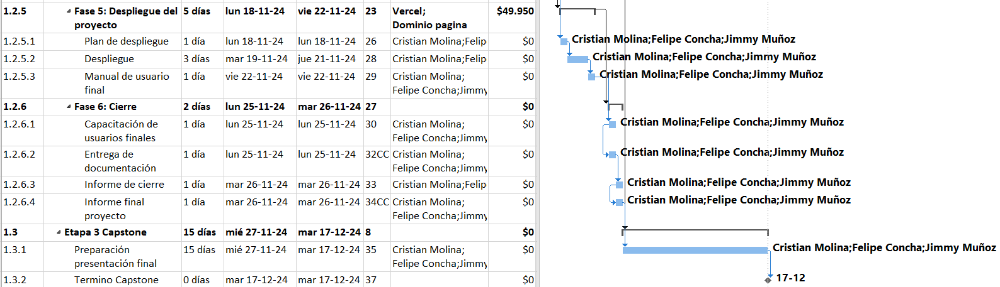 1.2.5 Fase 5: Despliegue del 5 días lun 18-11-24 vie 22-11-24 23 Vercel; $49.950
proyecto Dominio pagina
1.2.5.1 Plan de despliegue 1 día lun 18-11-24 lun 18-11-24 26 Cristian Molina;Felip $0 Cristian Molina;Felipe Concha;Jimmy Muñoz
1.2.5.2 Despliegue 3 días mar 19-11-24 jue 21-11-24 28 Cristian Molina;Felip $0 Cristian Molina;Felipe Concha;Jimmy Muñoz
1.2.5.3 Manual de usuario 1 día vie 22-11-24 vie 22-11-24 29 Cristian Molina; $0 Cristian Molina;Felipe Concha;Jimmy Muñoz
final Felipe Concha;Jimmy
1.2.6 Fase 6: Cierre 2 días lun 25-11-24 mar 26-11-24 27 $0
1.2.6.1 Capacitación de 1 día lun 25-11-24 lun 25-11-24 30 Cristian Molina; $0 Cristian Molina;Felipe Concha;Jimmy Muñoz
usuarios finales Felipe Concha;Jimmy
1.2.6.2 Entrega de 1 día lun 25-11-24 lun 25-11-24 32CC Cristian Molina; $0 Cristian Molina;Felipe Concha;Jimmy Muñoz
documentación Felipe Concha;Jimmy
1.2.6.3 Informe de cierre 1 día mar 26-11-24 mar 26-11-24 33 Cristian Molina;Felip $0 Cristian Molina;Felipe Concha;Jimmy Muñoz
1.2.6.4 Informe final 1 día mar 26-11-24 mar 26-11-24 34CC Cristian Molina; $0 Cristian Molina;Felipe Concha;Jimmy Muñoz
proyecto Felipe Concha;Jimmy
1.3 Etapa 3 Capstone 15 días mié 27-11-24 mar 17-12-24 8 $0
1.3.1 Preparación 15 días mié 27-11-24 mar 17-12-24 35 Cristian Molina; $0 Cristian Molina;Felipe Concha;Jimmy Muñoz
presentación final Felipe Concha;Jimmy
1.3.2 Termino Capstone 0 días mar 17-12-24 mar 17-12-24 37 $0 17-12